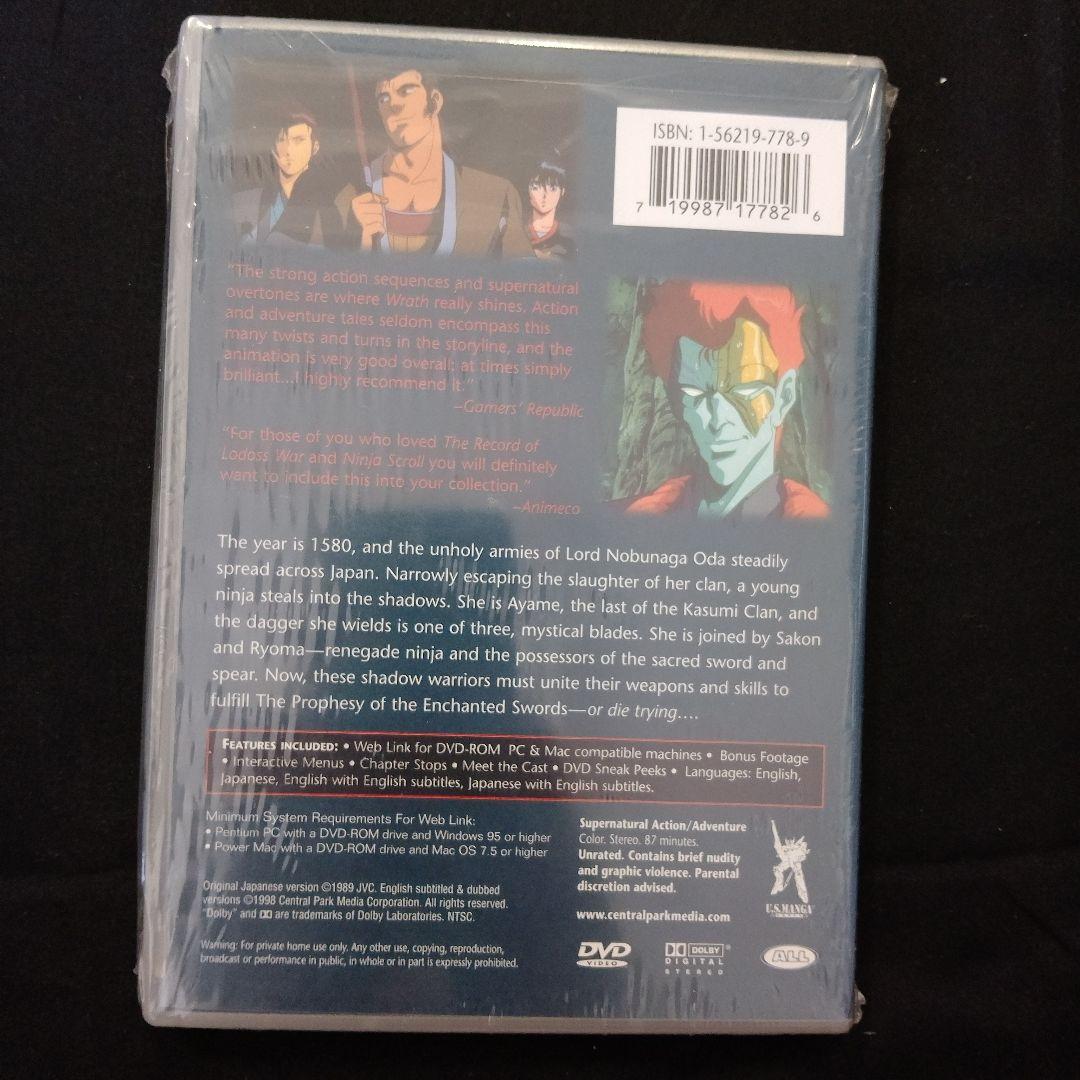 ISBN: 1-56219-778-9
7 19987 17782 6
"The strong action sequences and supernatural
overtones are where Wrath really shines. Action
and adventure tales seldom encompass this
many twists and turns in the storyline, and the
animation is very good overall; at times simply
brilliant...I highly recommend it."
–Gamers' Republic
"For those of you who loved The Record of
Lodoss War and Ninja Scroll you will definitely
want to include this into your collection."
–Animeco
The year is 1580, and the unholy armies of Lord Nobunaga Oda steadily
spread across Japan. Narrowly escaping the slaughter of her clan, a young
ninja steals into the shadows. She is Ayame, the last of the Kasumi Clan, and
the dagger she wields is one of three, mystical blades. She is joined by Sakon
and Ryoma—renegade ninja and the possessors of the sacred sword and
spear. Now, these shadow warriors must unite their weapons and skills to
fulfill The Prophesy of the Enchanted Swords—or die trying....
FEATURES INCLUDED: • Web Link for DVD-ROM PC & Mac compatible machines • Bonus Footage
• Interactive Menus • Chapter Stops • Meet the Cast • DVD Sneak Peeks • Languages: English,
Japanese, English with English subtitles, Japanese with English subtitles.
Minimum System Requirements For Web Link:
• Pentium PC with a DVD-ROM drive and Windows 95 or higher
• Power Mac with a DVD-ROM drive and Mac OS 7.5 or higher
Original Japanese version ©1989 JVC. English subtitled & dubbed
versions ©1998 Central Park Media Corporation. All rights reserved.
"Dolby" and DD are trademarks of Dolby Laboratories. NTSC.
Warning: For private home use only. Any other use, copying, reproduction,
broadcast or performance in public, in whole or in part is expressly prohibited.
Supernatural Action/Adventure
Color. Stereo. 87 minutes.
Unrated. Contains brief nudity
and graphic violence. Parental
discretion advised.
www.centralparkmedia.com
U.S. MANGA
DVD
VIDEO
DOLBY
DIGITAL
STEREO
ALL